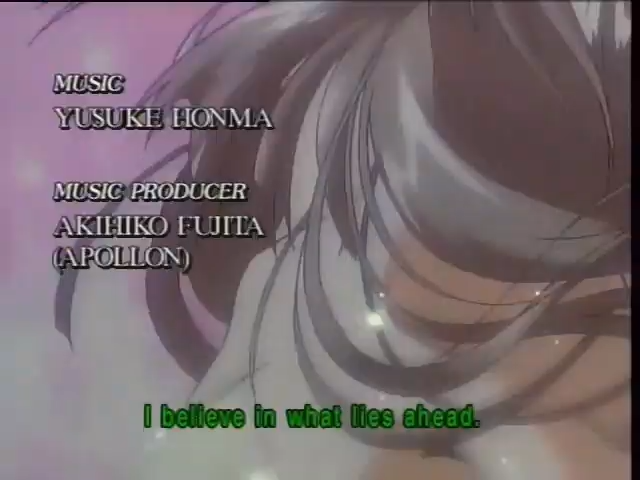 MUSIC
YUSUKE HONMA
MUSIC PRODUCER
AKIHIKO FUJITA
(APOLLON)
I believe in what lies ahead.